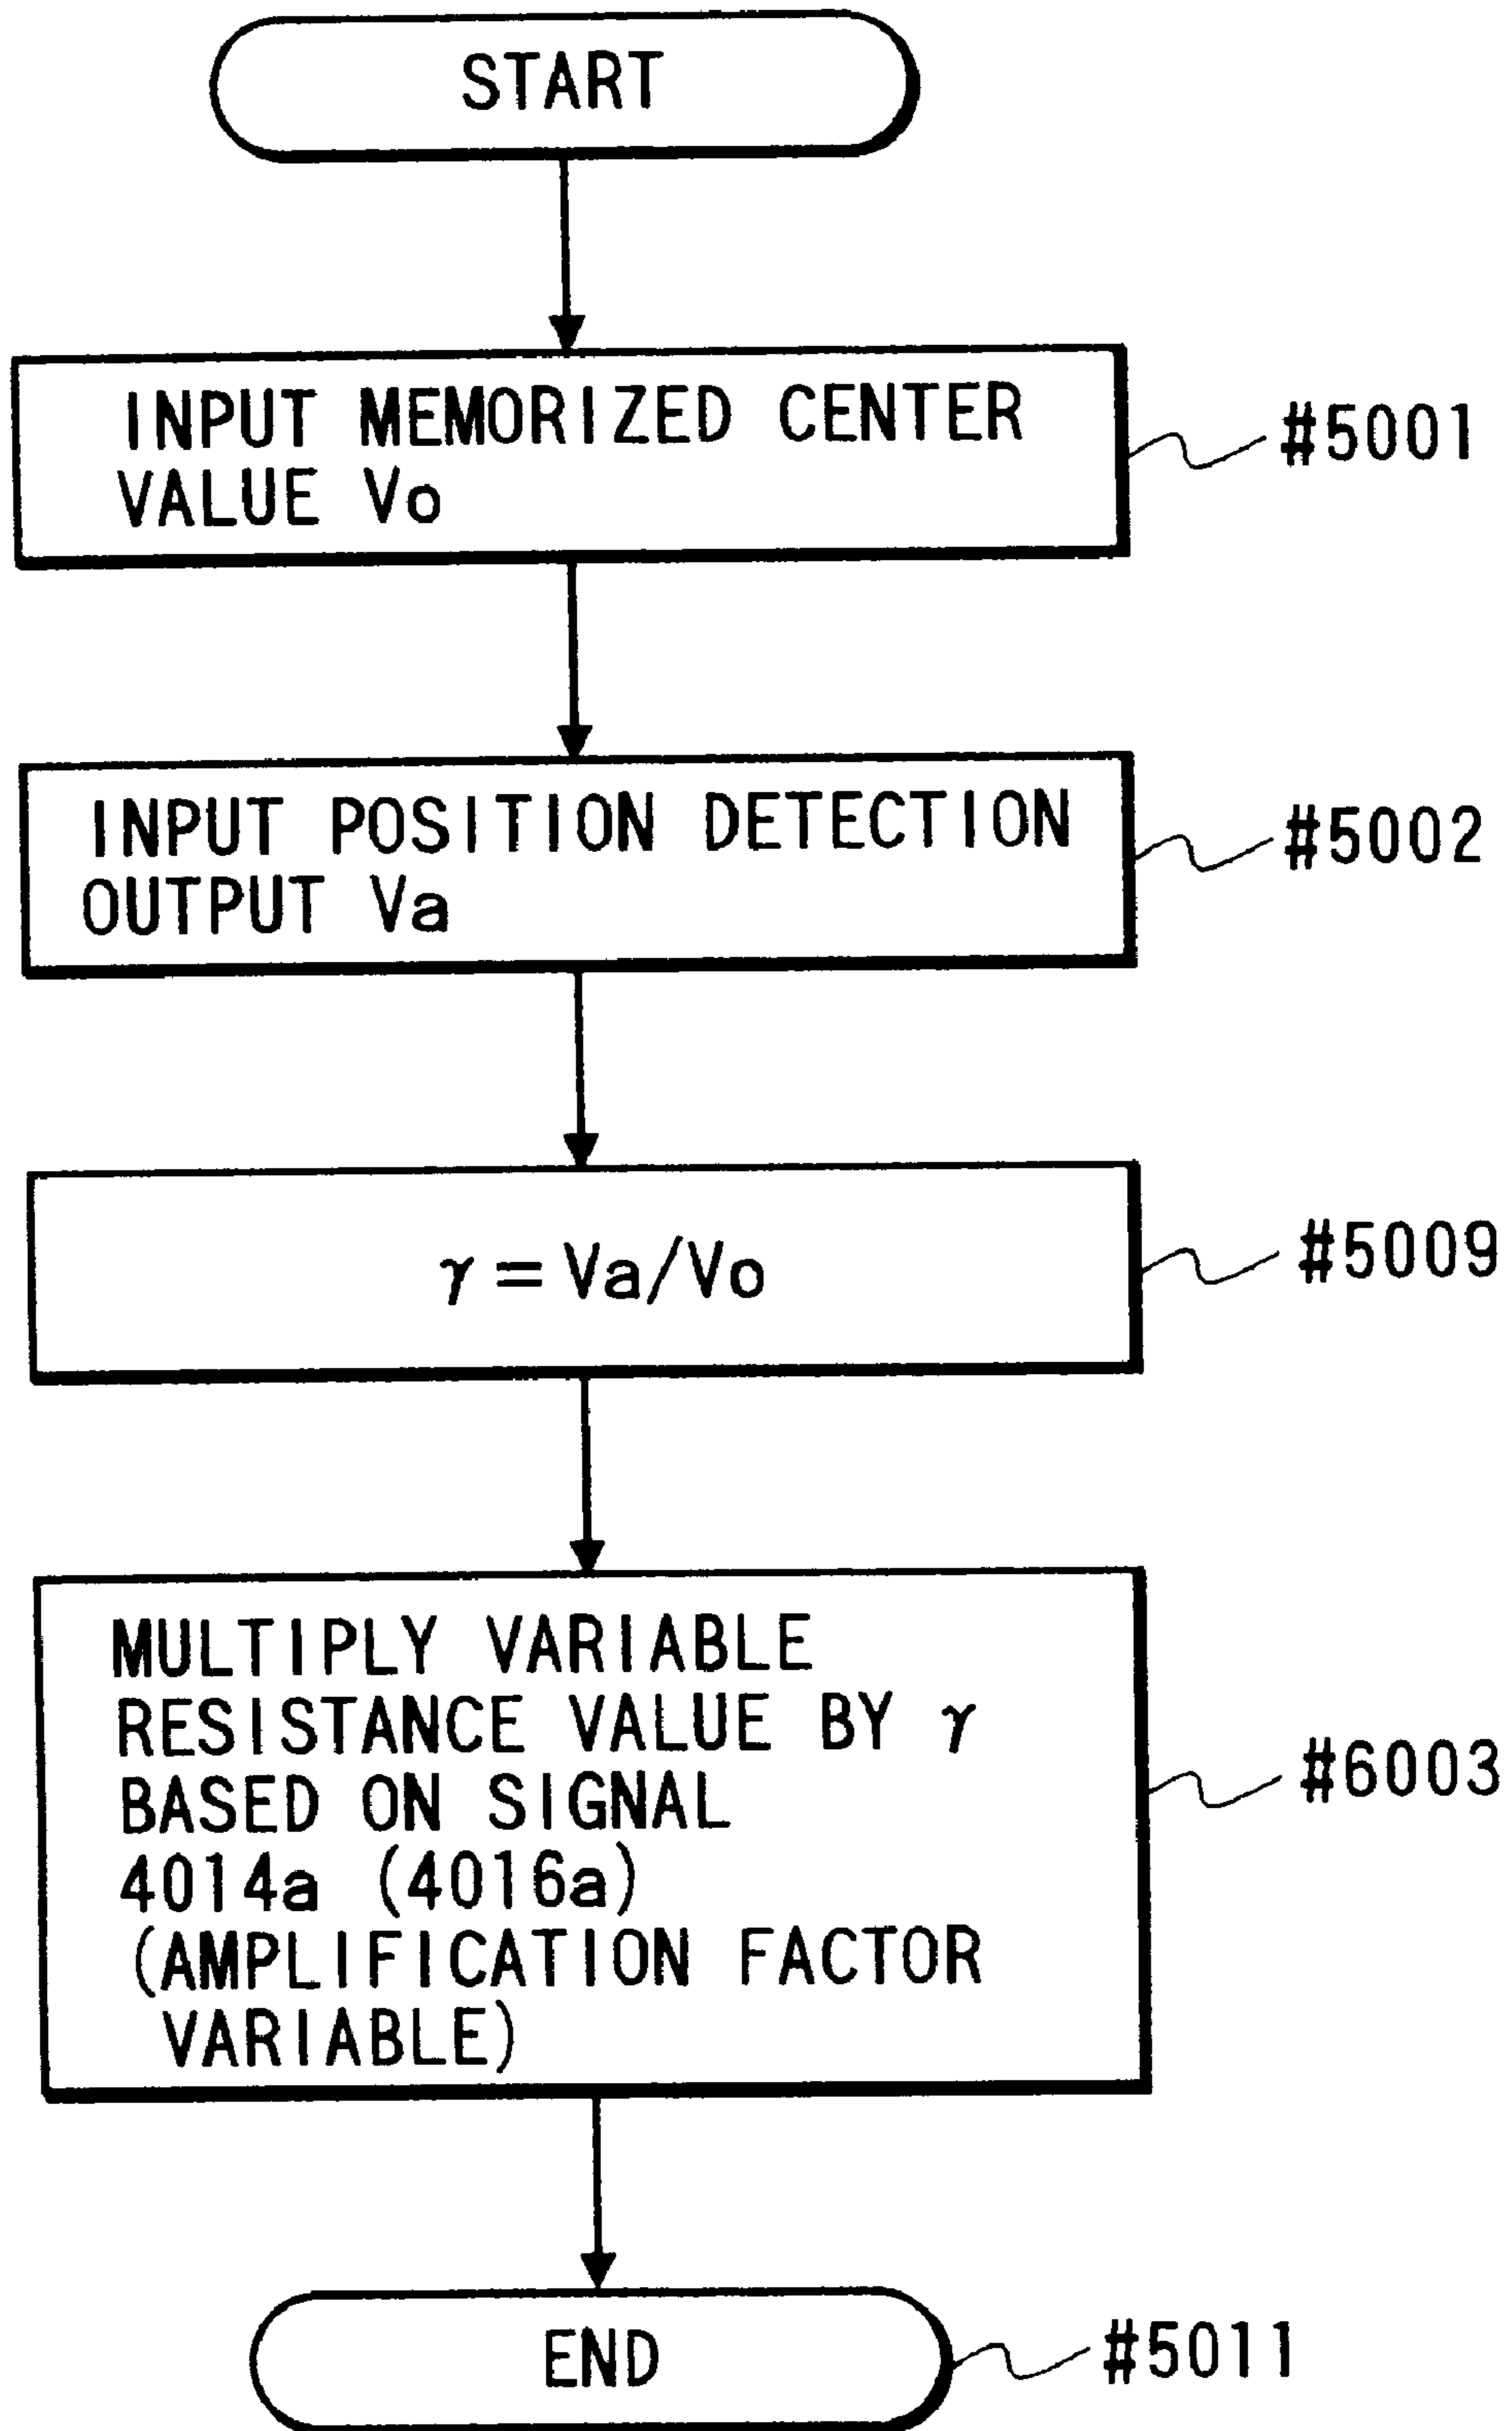 START
INPUT MEMORIZED CENTER
VALUE Vo
#5001
INPUT POSITION DETECTION
OUTPUT Va
#5002
γ = Va/Vo
#5009
MULTIPLY VARIABLE
RESISTANCE VALUE BY γ
BASED ON SIGNAL
4014a (4016a)
(AMPLIFICATION FACTOR
VARIABLE)
#6003
END
#5011